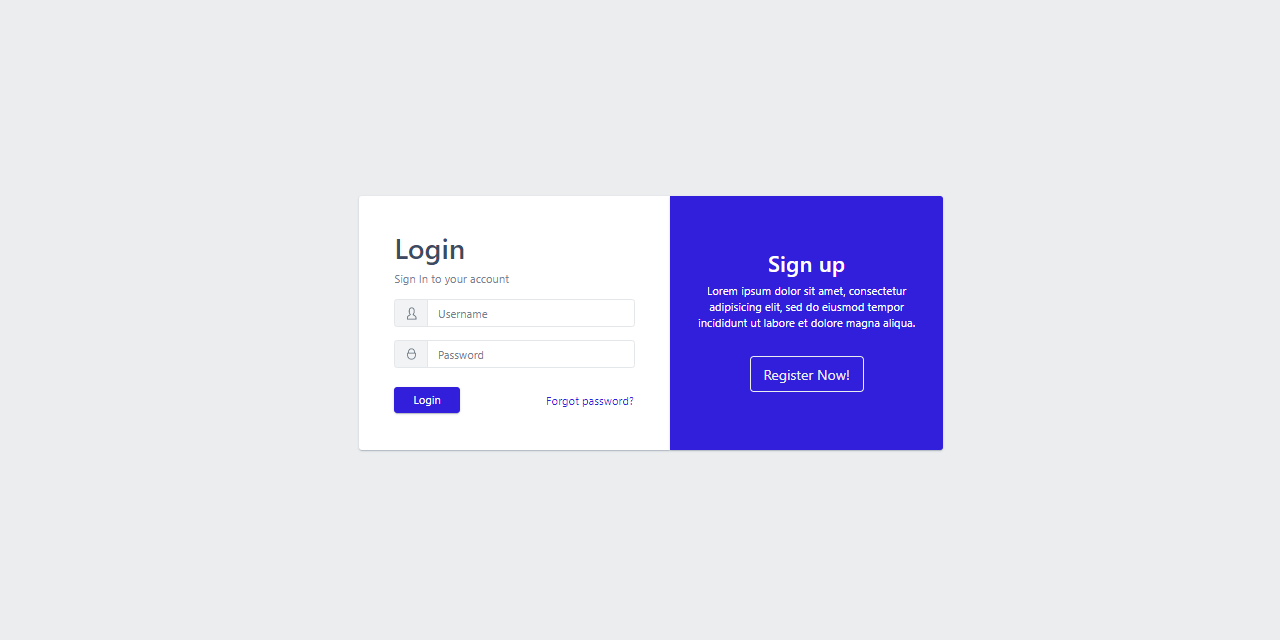 Login
Sign In to your account
Username
Password
Login
Forgot password?
Sign up
Lorem ipsum dolor sit amet, consectetur
adipisicing elit, sed do eiusmod tempor
incididunt ut labore et dolore magna aliqua.
Register Now!